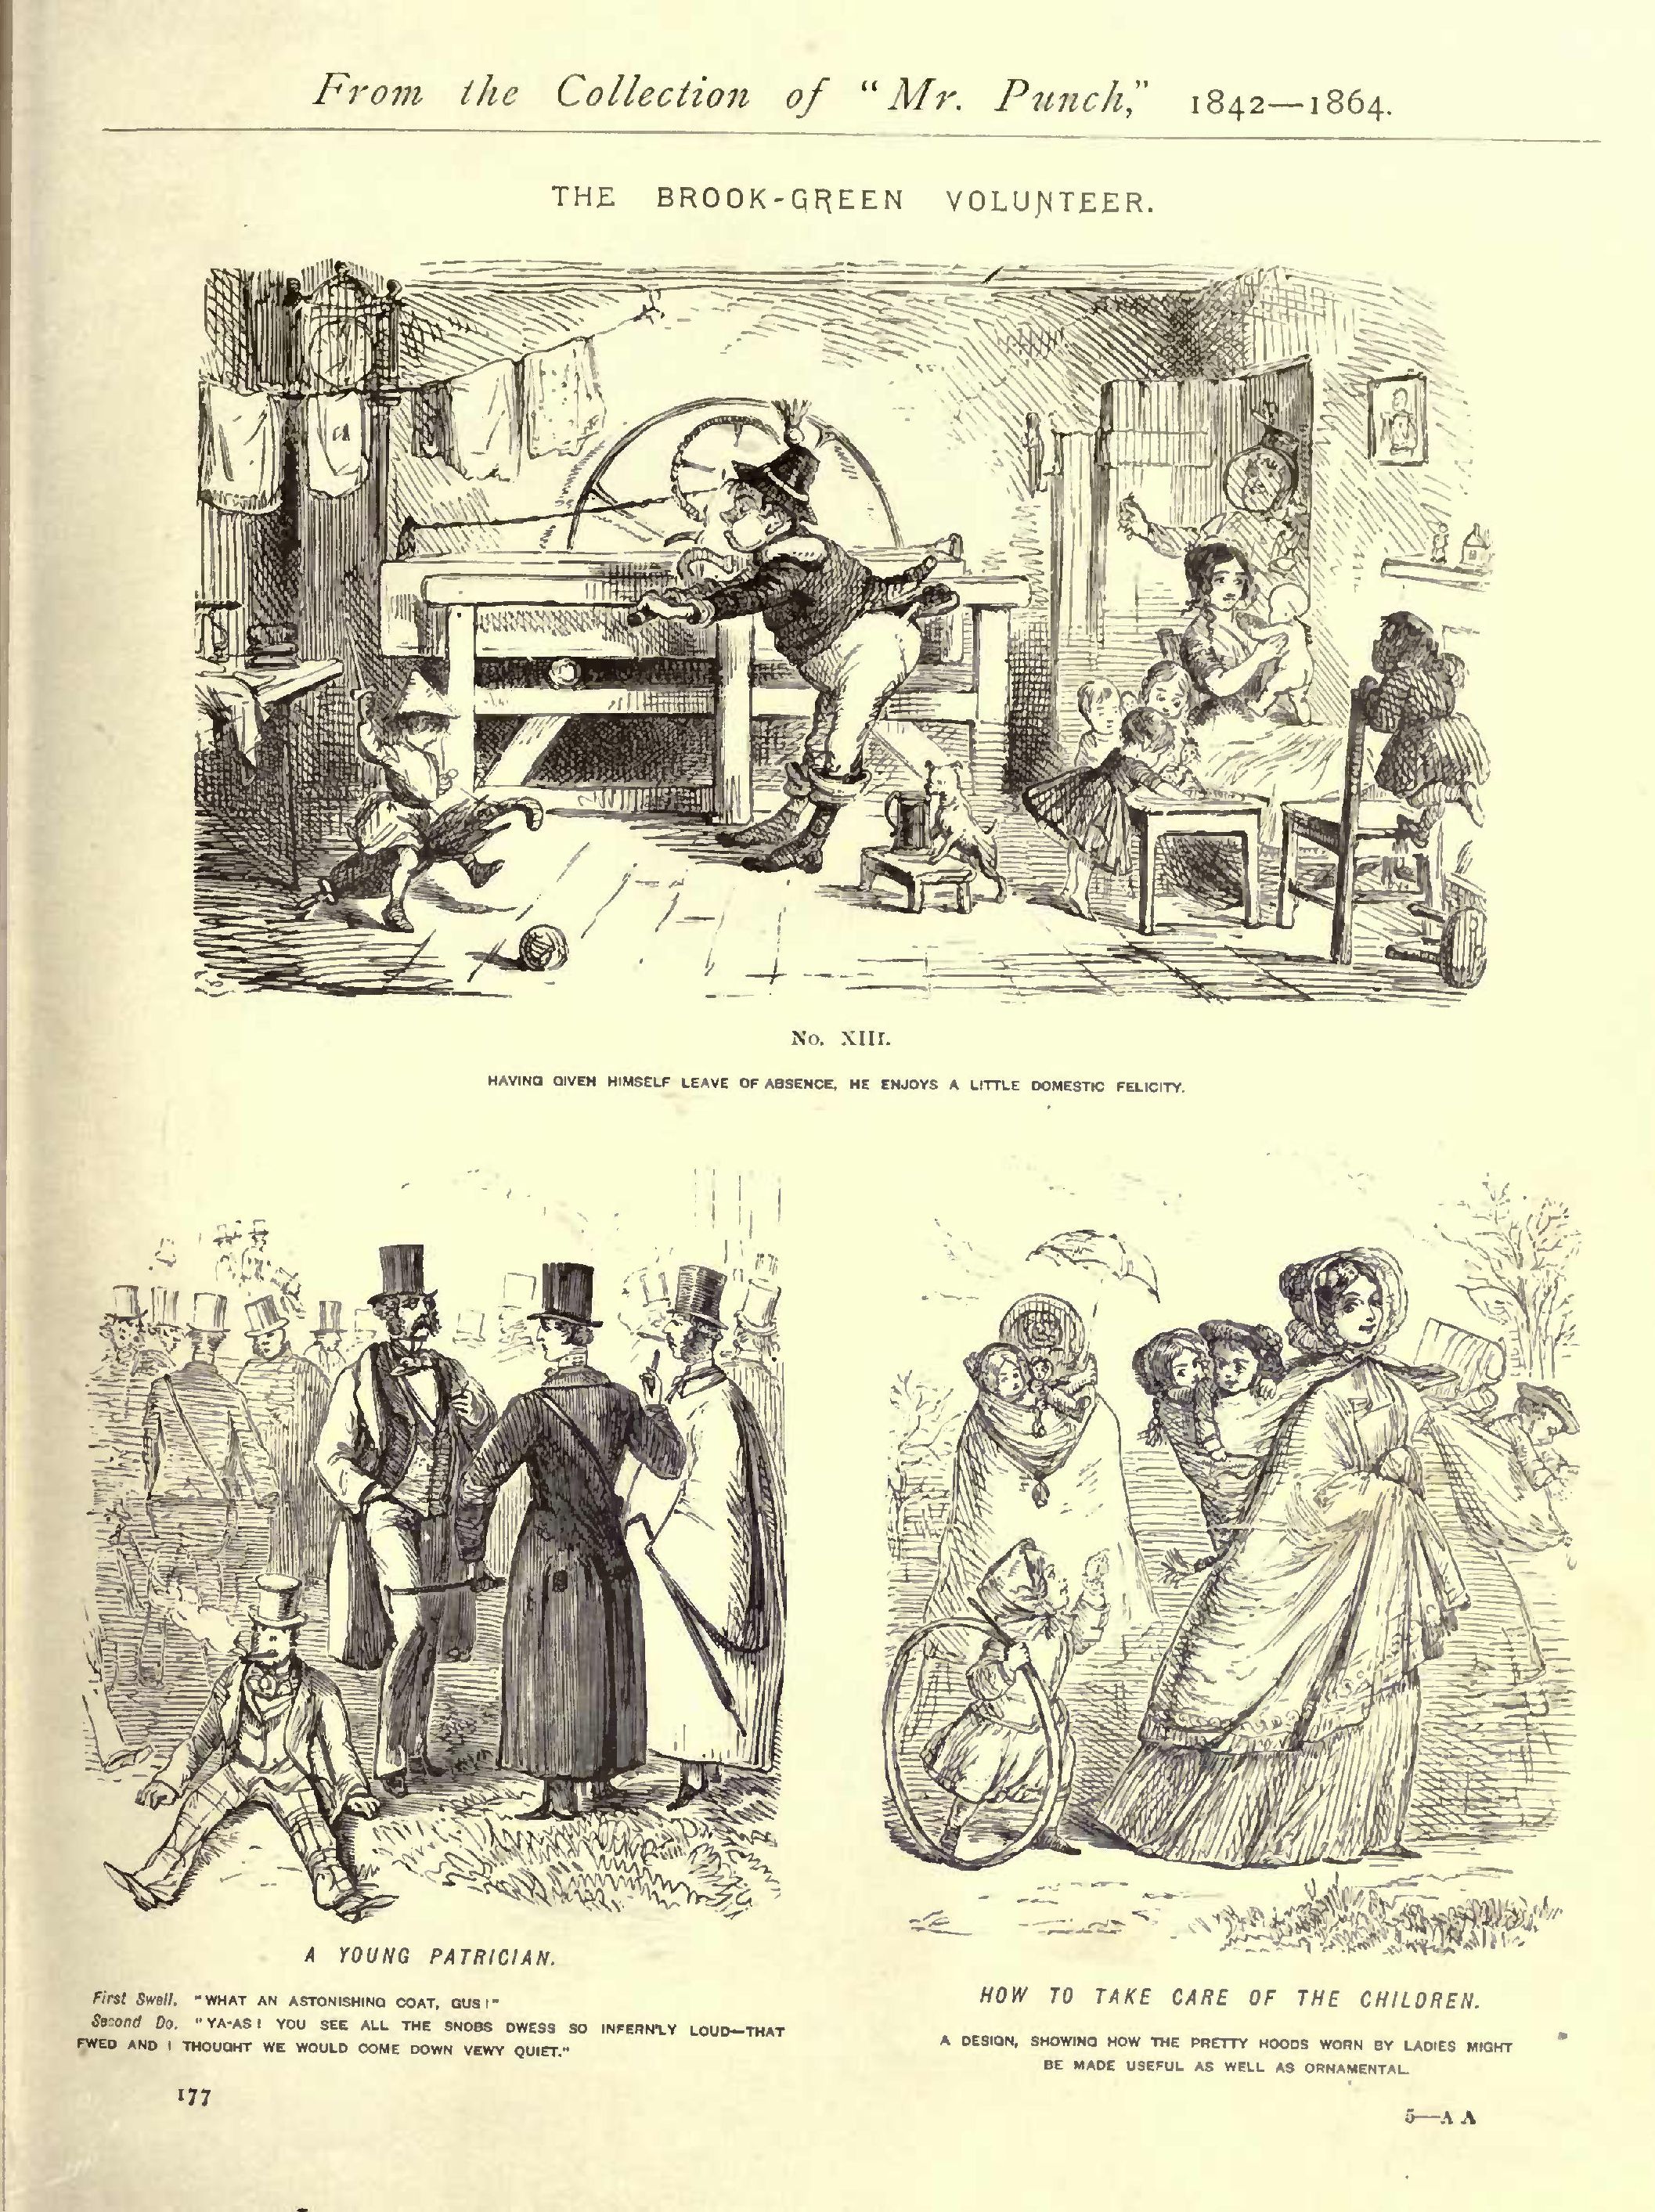 From the Collection of "Mr. Punch," 1842—1864.
THE BROOK-GREEN VOLUNTEER.
No. XIII.
HAVING GIVEN HIMSELF LEAVE OF ABSENCE, HE ENJOYS A LITTLE DOMESTIC FELICITY.
A YOUNG PATRICIAN.
First Swell. "WHAT AN ASTONISHING COAT, GUS!"
Second Do. "YA-AS! YOU SEE ALL THE SNOBS DWESS SO INFERN'LY LOUD—THAT
FWED AND I THOUGHT WE WOULD COME DOWN VEWY QUIET."
177
HOW TO TAKE CARE OF THE CHILDREN.
A DESIGN, SHOWING HOW THE PRETTY HOODS WORN BY LADIES MIGHT
BE MADE USEFUL AS WELL AS ORNAMENTAL.
5—A A